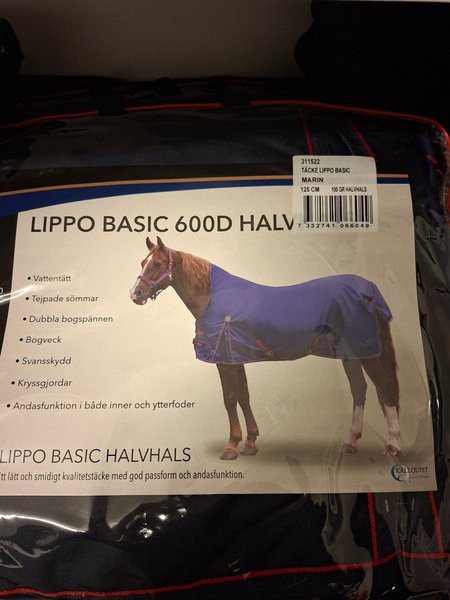 311522
TÄCKE LIPPO BASIC
MARIN
125 CM 100 GR HALVHALS
7 332741 066049
LIPPO BASIC 600D HALV
• Vattentätt
• Tejpade sömmar
• Dubbla bogspännen
• Bogveck
• Svansskydd
• Kryssgjordar
• Andasfunktion i både inner och ytterfoder
LIPPO BASIC HALVHALS
tt lätt och smidigt kvalitetstäcke med god passform och andasfunktion.
KÄLLQUIST